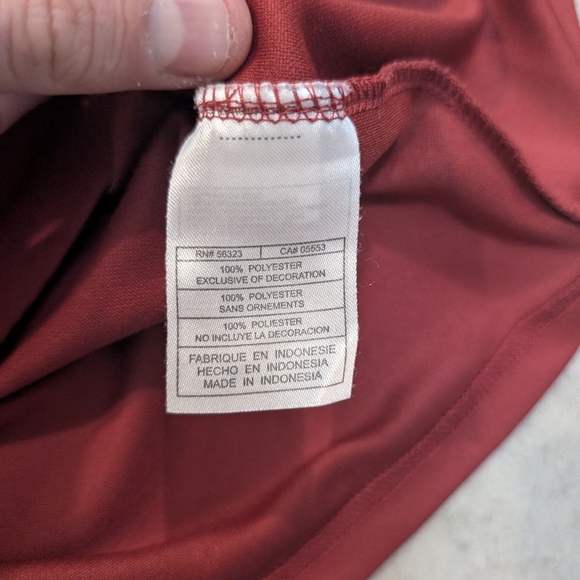 RN# 56323 CA# 05553
100% POLYESTER
EXCLUSIVE OF DECORATION
100% POLYESTER
SANS ORNEMENTS
100% POLIESTER
NO INCLUYE LA DECORACION
FABRIQUE EN INDONESIE
HECHO EN INDONESIA
MADE IN INDONESIA